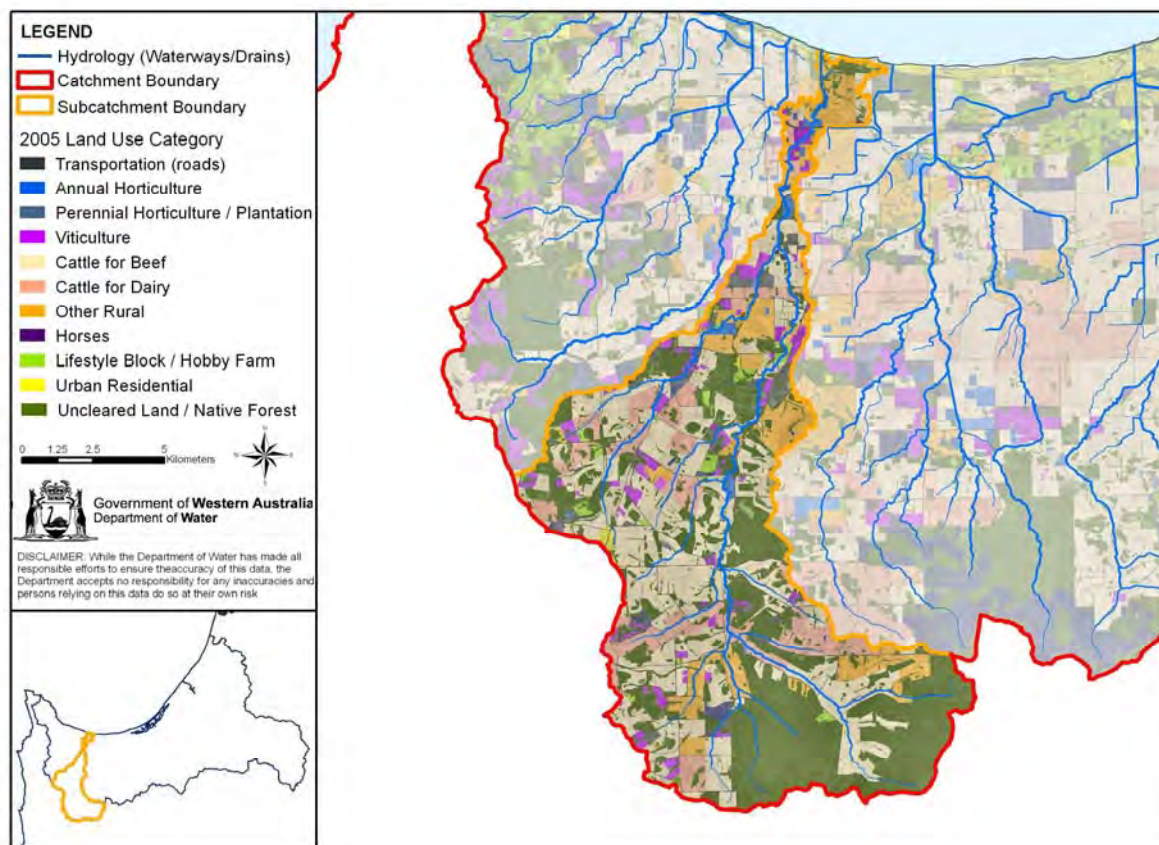 LEGEND
Hydrology (Waterways/Drains)
Catchment Boundary
Subcatchment Boundary
2005 Land Use Category
Transportation (roads)
Annual Horticulture
Perennial Horticulture / Plantation
Viticulture
Cattle for Beef
Cattle for Dairy
Other Rural
Horses
Lifestyle Block / Hobby Farm
Urban Residential
Uncleared Land / Native Forest
0 1.25 2.5 5
Kilometers
Government of Western Australia
Department of Water
DISCLAIMER: While the Department of Water has made all
responsible efforts to ensure theaccuracy of this data, the
Department accepts no responsibility for any inaccuracies and
persons relying on this data do so at their own risk